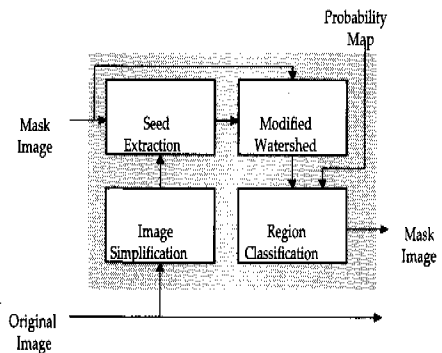 Probability
Map
Mask
Image
Seed
Extraction
Modified
Watershed
Image
Simplification
Region
Classification
Mask
Image
Original
Image